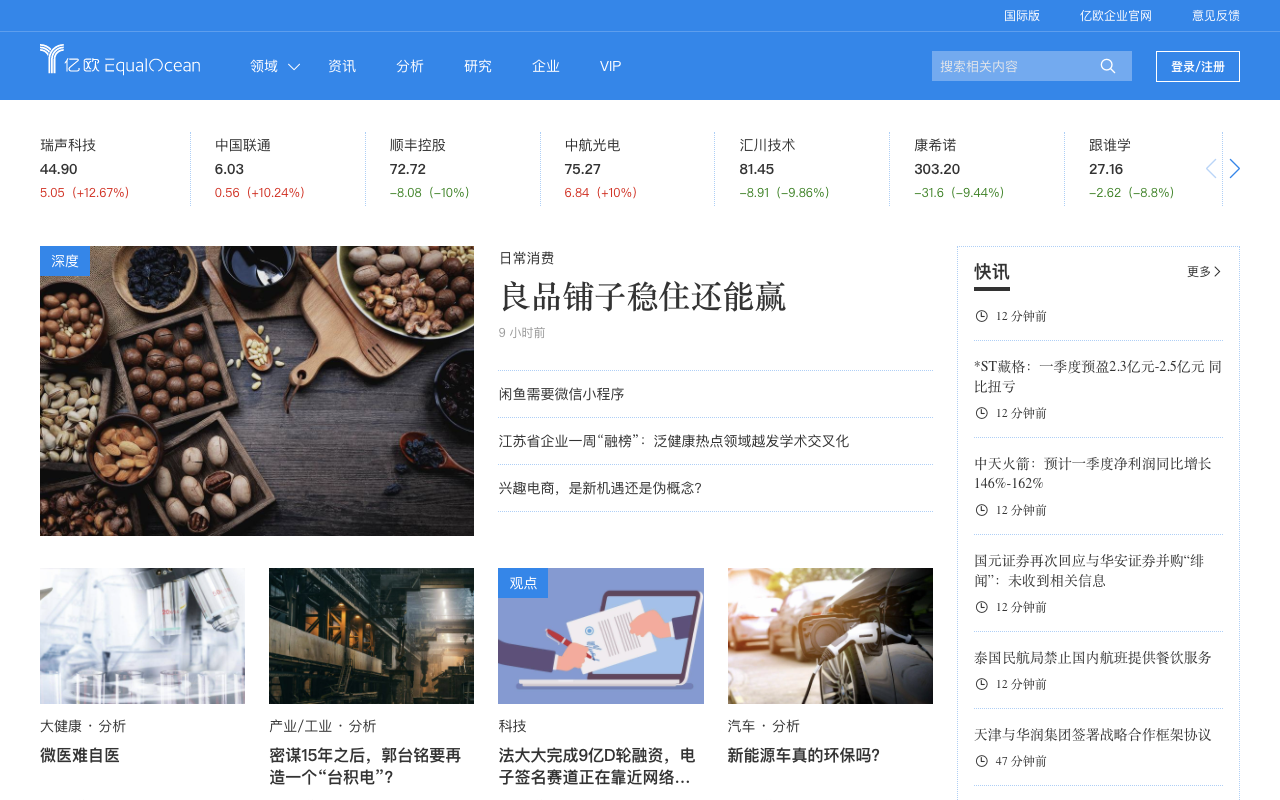 国际版
亿欧企业官网
意见反馈
亿欧 EqualOcean
领域
资讯
分析
研究
企业
VIP
搜索相关内容
登录/注册
瑞声科技
44.90
5.05 (+12.67%)
中国联通
6.03
0.56 (+10.24%)
顺丰控股
72.72
-8.08 (-10%)
中航光电
75.27
6.84 (+10%)
汇川技术
81.45
-8.91 (-9.86%)
康希诺
303.20
-31.6 (-9.44%)
跟谁学
27.16
-2.62 (-8.8%)
深度
日常消费
良品铺子稳住还能赢
9 小时前
闲鱼需要微信小程序
江苏省企业一周“融榜”：泛健康热点领域越发学术交叉化
兴趣电商，是新机遇还是伪概念？
大健康 · 分析
微医难自医
产业/工业 · 分析
密谋15年之后，郭台铭要再
造一个“台积电”？
观点
科技
法大大完成9亿D轮融资，电
子签名赛道正在靠近网络...
汽车 · 分析
新能源车真的环保吗?
快讯
更多
12 分钟前
*ST藏格：一季度预盈2.3亿元-2.5亿元 同
比扭亏
12 分钟前
中天火箭：预计一季度净利润同比增长
146%-162%
12 分钟前
国元证券再次回应与华安证券并购“绯
闻”：未收到相关信息
12 分钟前
泰国民航局禁止国内航班提供餐饮服务
12 分钟前
天津与华润集团签署战略合作框架协议
47 分钟前